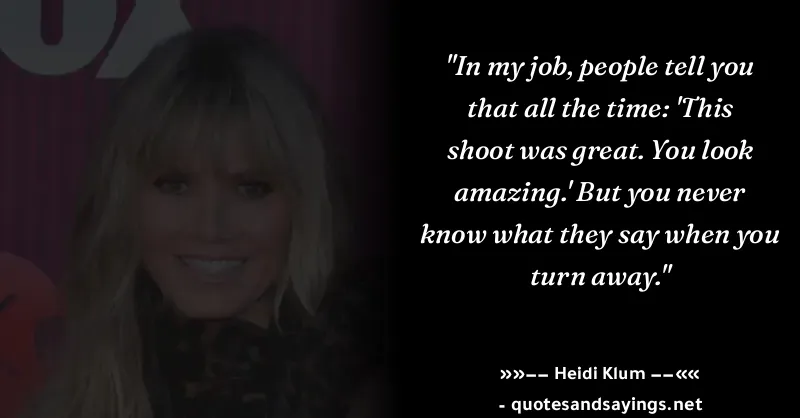 "In my job, people tell you
that all the time: 'This
shoot was great. You look
amazing.' But you never
know what they say when you
turn away."
»»−− Heidi Klum −−««
- quotesandsayings.net